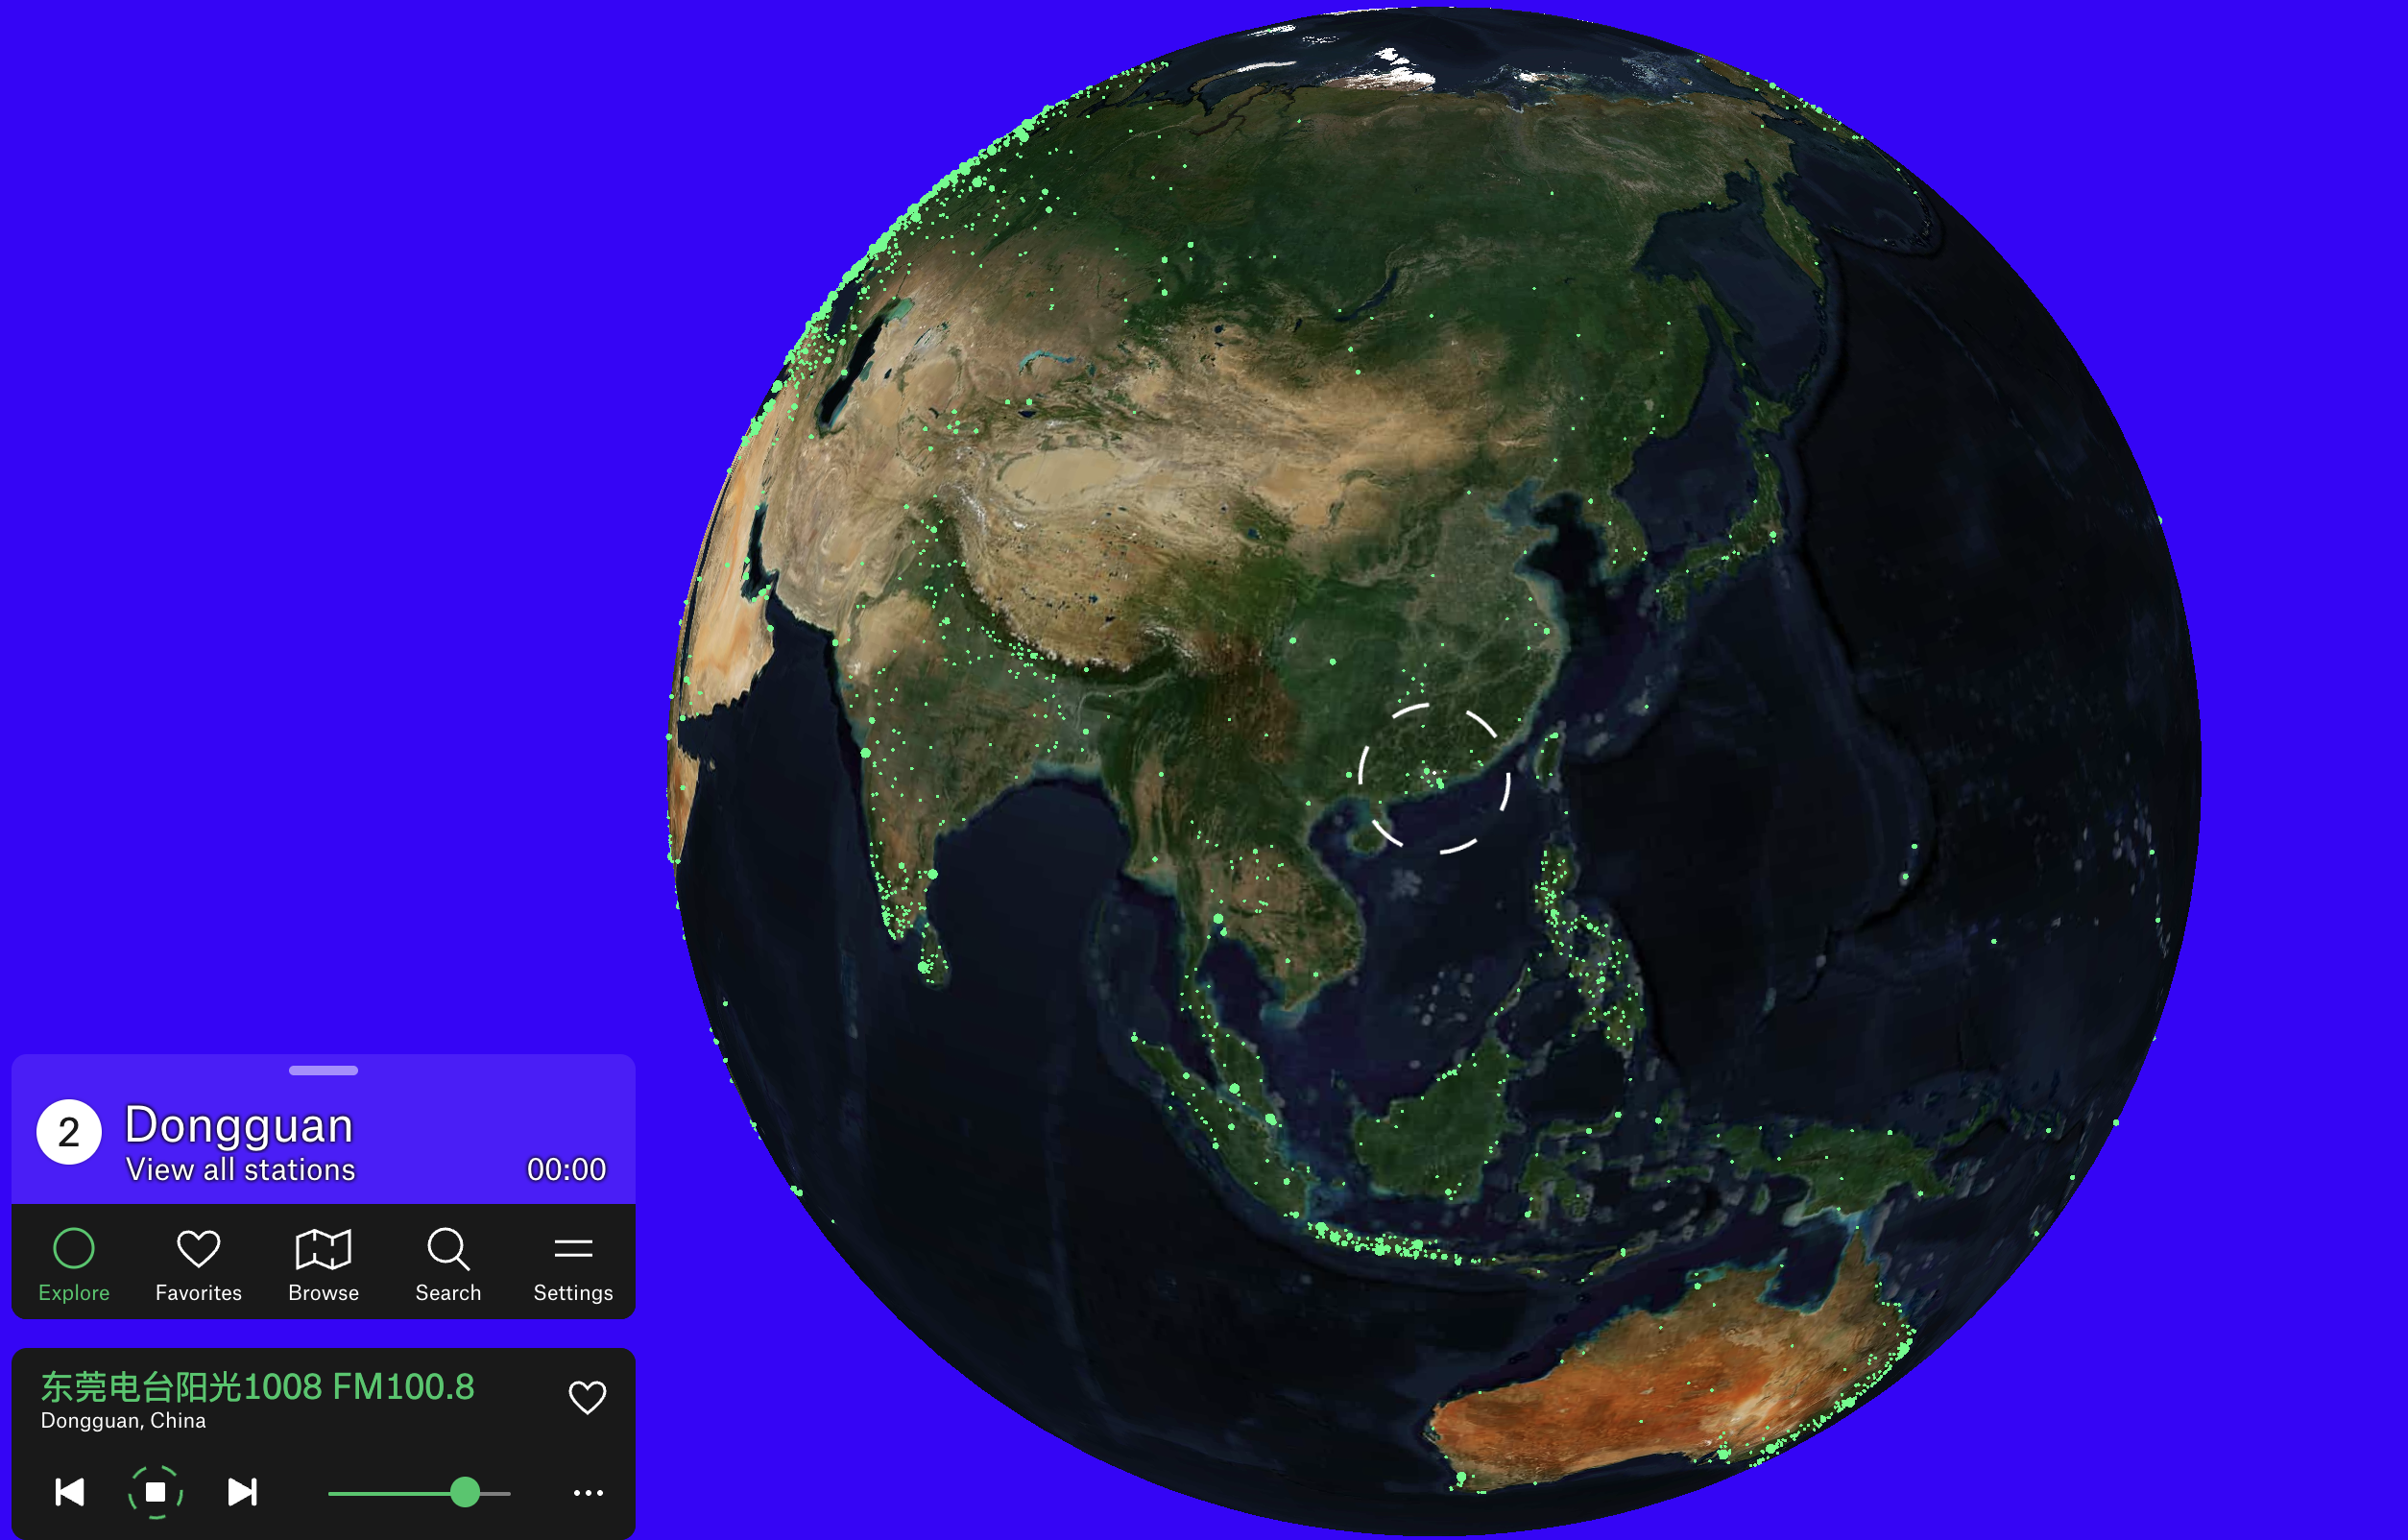 2
Dongguan
View all stations
00:00
Explore
Favorites
Browse
Search
Settings
东莞电台阳光1008 FM100.8
Dongguan, China